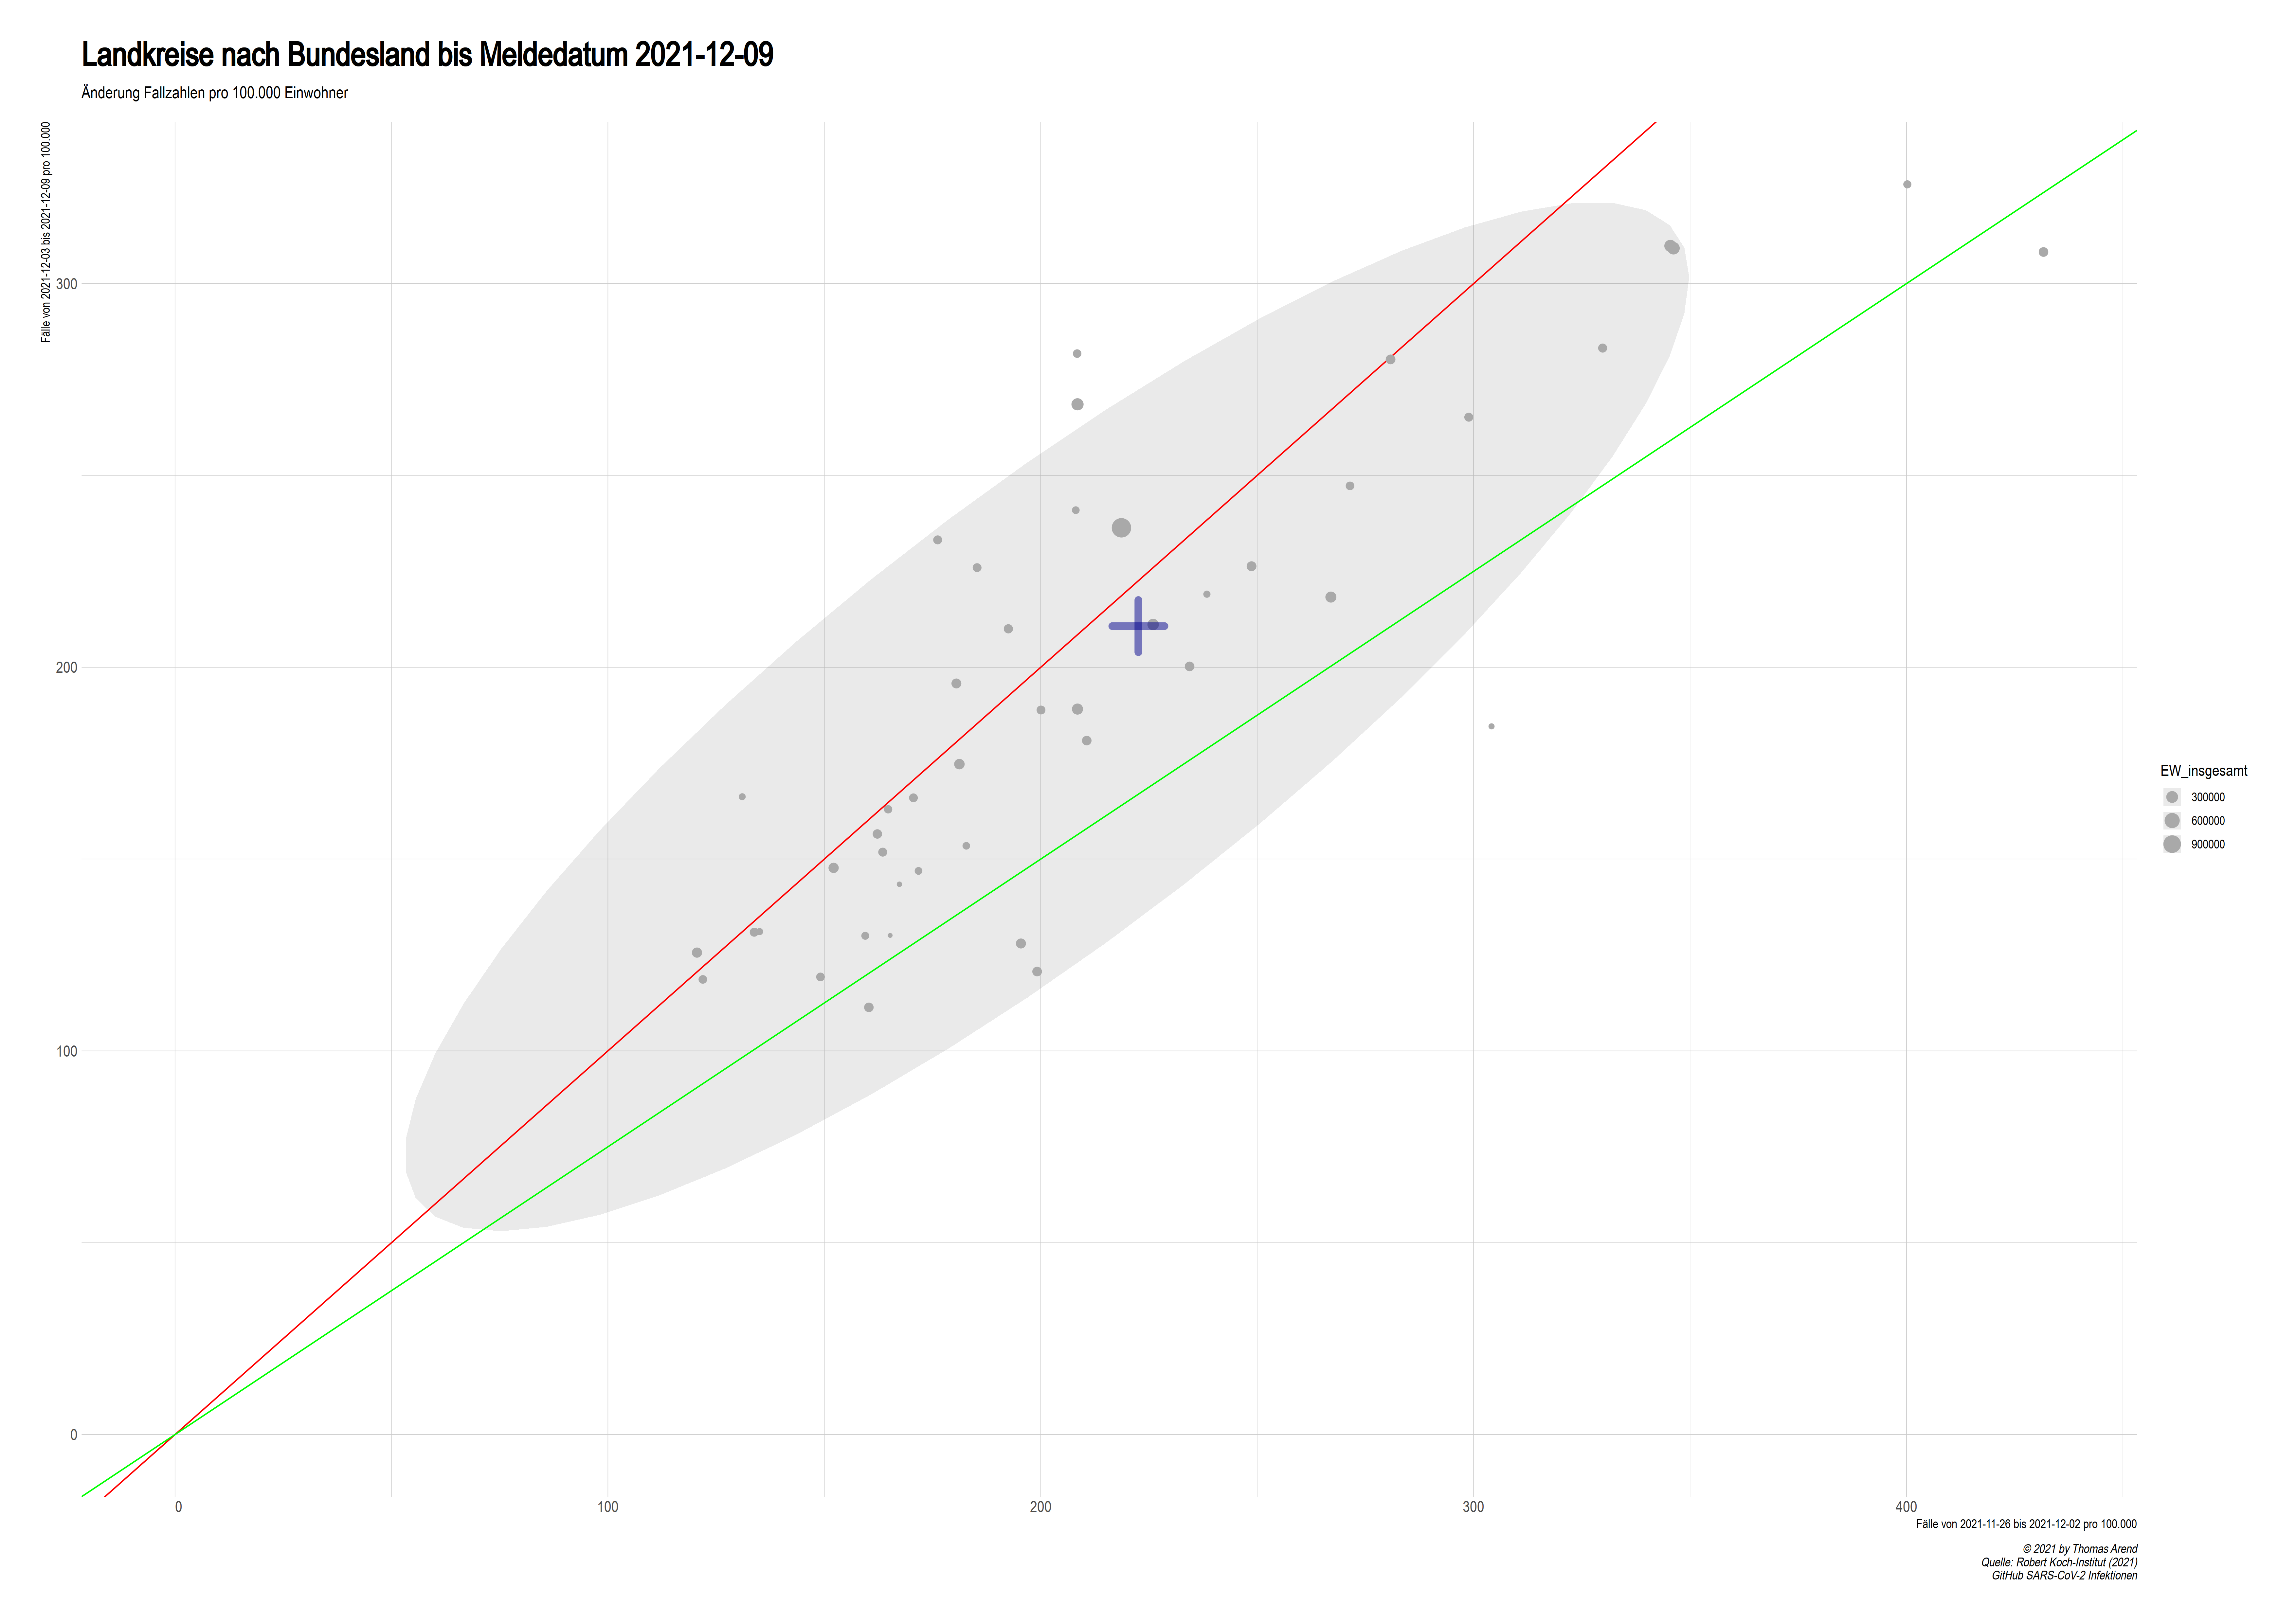 Landkreise nach Bundesland bis Meldedatum 2021-12-09
Änderung Fallzahlen pro 100.000 Einwohner
Fälle von 2021-12-03 bis 2021-12-09 pro 100.000
300
200
100
0
0
100
200
300
400
Fälle von 2021-11-26 bis 2021-12-02 pro 100.000
EW_insgesamt
300000
600000
900000
© 2021 by Thomas Arend
Quelle: Robert Koch-Institut (2021)
GitHub SARS-CoV-2 Infektionen